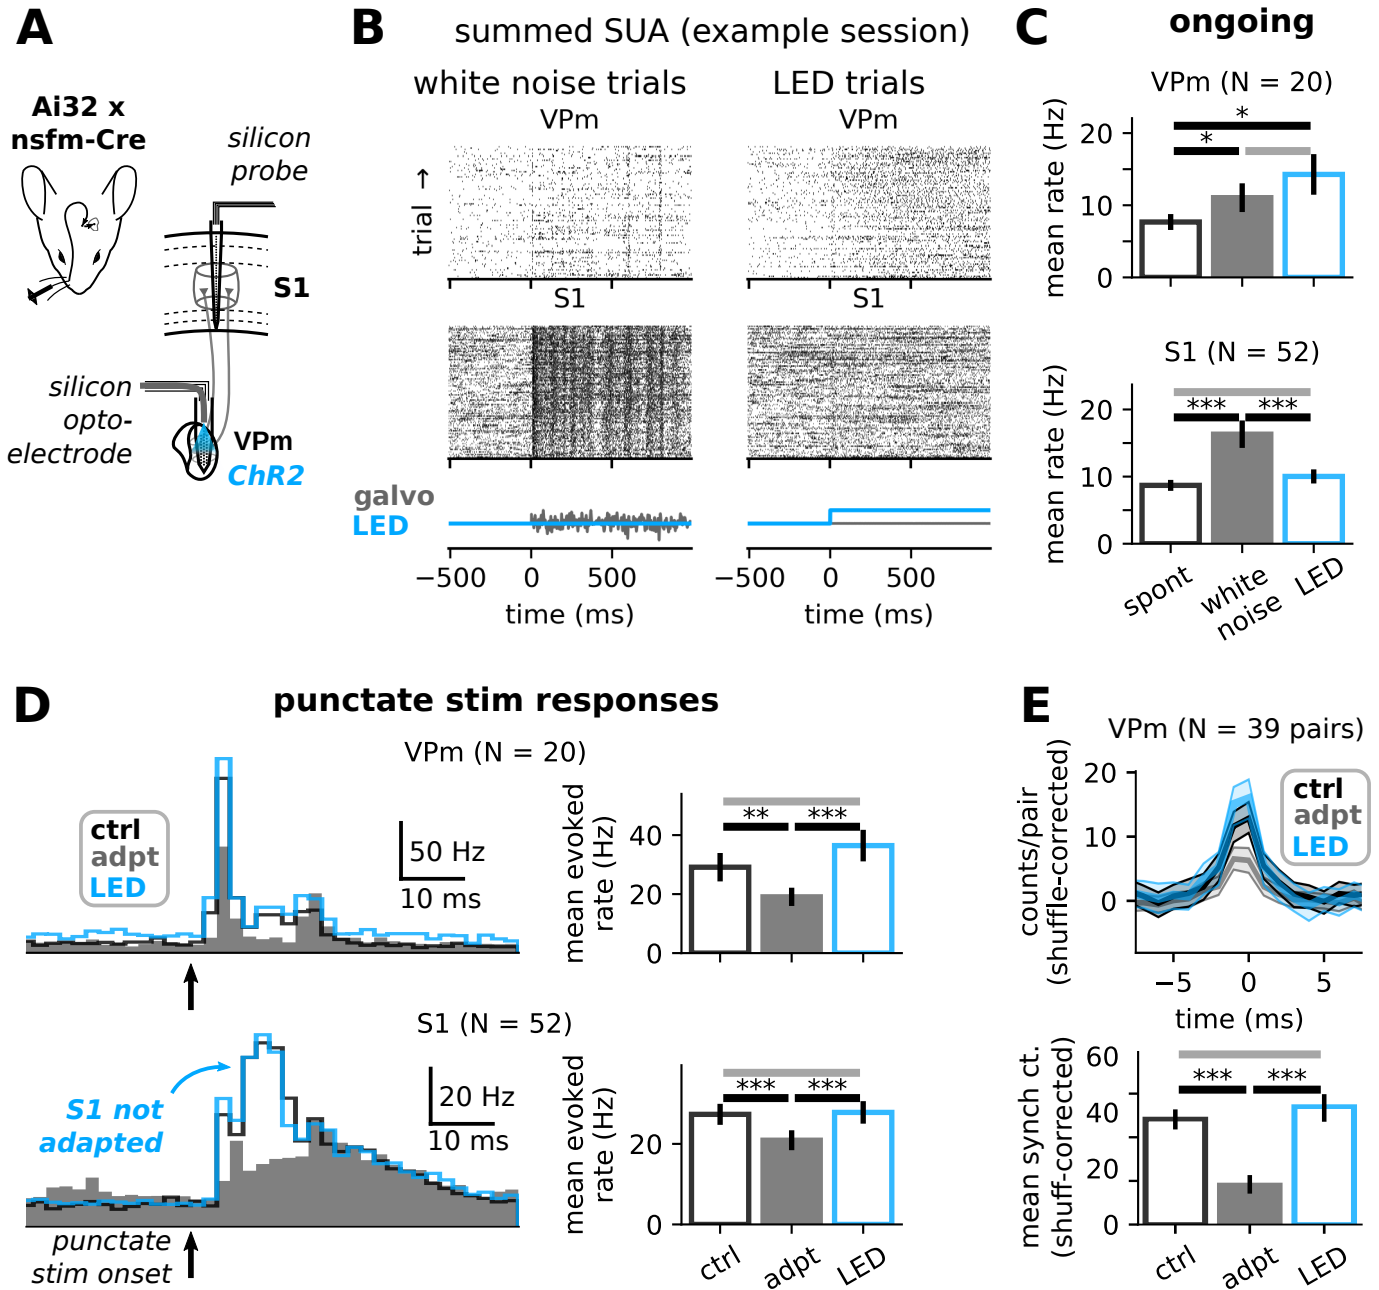 A
Ai32 x
nsfm-Cre
silicon
probe
S1
silicon
opto-
electrode
VPm
ChR2
B
summed SUA (example session)
white noise trials
LED trials
VPm
VPm
trial →
S1
S1
galvo
LED
−500
0
500
−500
0
500
time (ms)
time (ms)
C
ongoing
VPm (N = 20)
mean rate (Hz)
20
10
0
*
*
S1 (N = 52)
mean rate (Hz)
20
10
0
***
***
spont
white
noise
LED
D
punctate stim responses
VPm (N = 20)
ctrl
adpt
LED
50 Hz
10 ms
mean evoked
rate (Hz)
40
20
0
**
***
S1 (N = 52)
S1 not
adapted
20 Hz
10 ms
punctate
stim onset
mean evoked
rate (Hz)
20
0
***
***
ctrl
adpt
LED
E
VPm (N = 39 pairs)
counts/pair
(shuffle-corrected)
20
10
0
ctrl
adpt
LED
−5
0
5
time (ms)
mean synch ct.
(shuff-corrected)
60
40
20
0
***
***
ctrl
adpt
LED